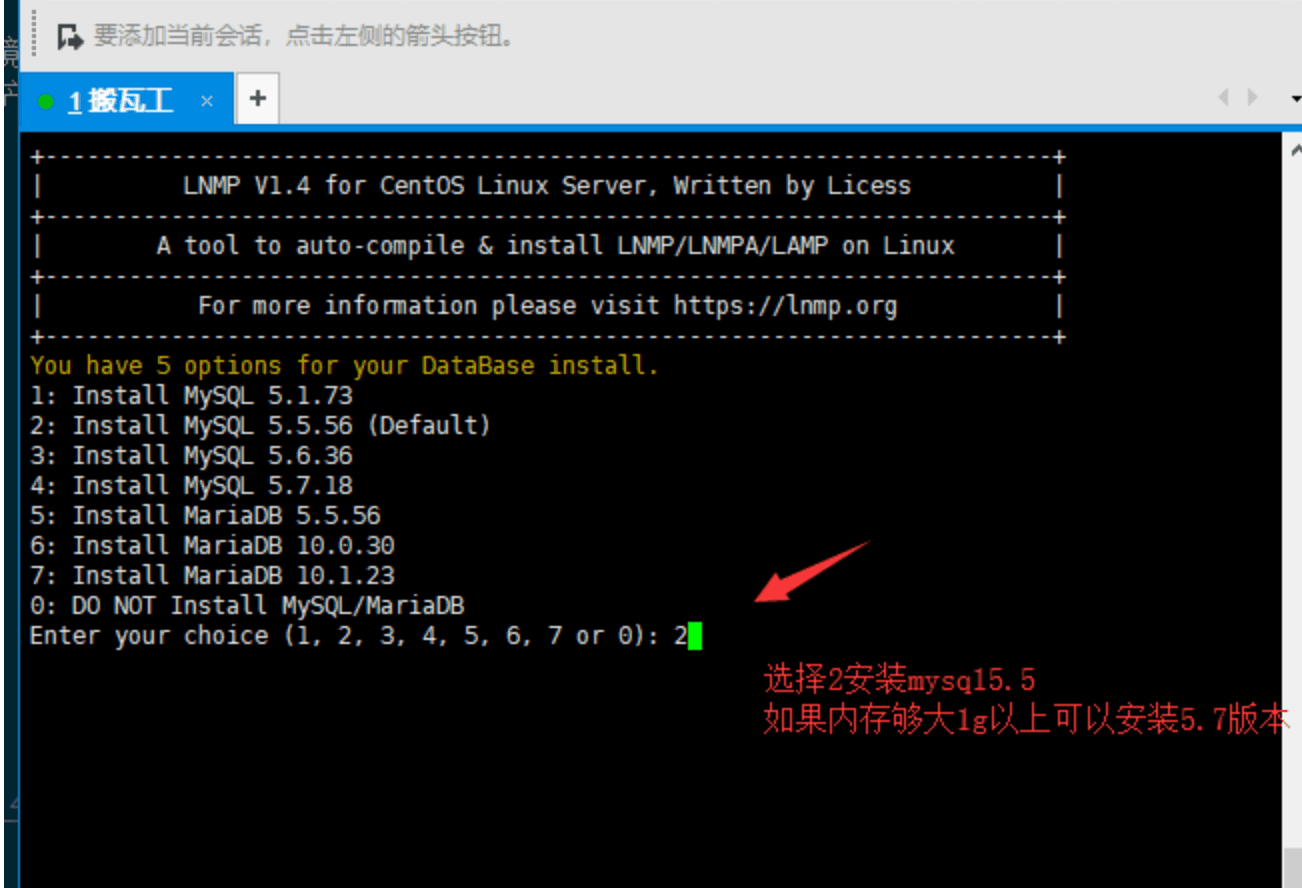 要添加当前会话，点击左侧的箭头按钮。
1 搬瓦工 × +
+------------------------------------------------------------------------+
|          LNMP V1.4 for CentOS Linux Server, Written by Licess          |
+------------------------------------------------------------------------+
|        A tool to auto-compile & install LNMP/LNMPA/LAMP on Linux       |
+------------------------------------------------------------------------+
|           For more information please visit https://lnmp.org           |
+------------------------------------------------------------------------+
You have 5 options for your DataBase install.
1: Install MySQL 5.1.73
2: Install MySQL 5.5.56 (Default)
3: Install MySQL 5.6.36
4: Install MySQL 5.7.18
5: Install MariaDB 5.5.56
6: Install MariaDB 10.0.30
7: Install MariaDB 10.1.23
0: DO NOT Install MySQL/MariaDB
Enter your choice (1, 2, 3, 4, 5, 6, 7 or 0): 2
选择2安装mysql5.5
如果内存够大1g以上可以安装5.7版本